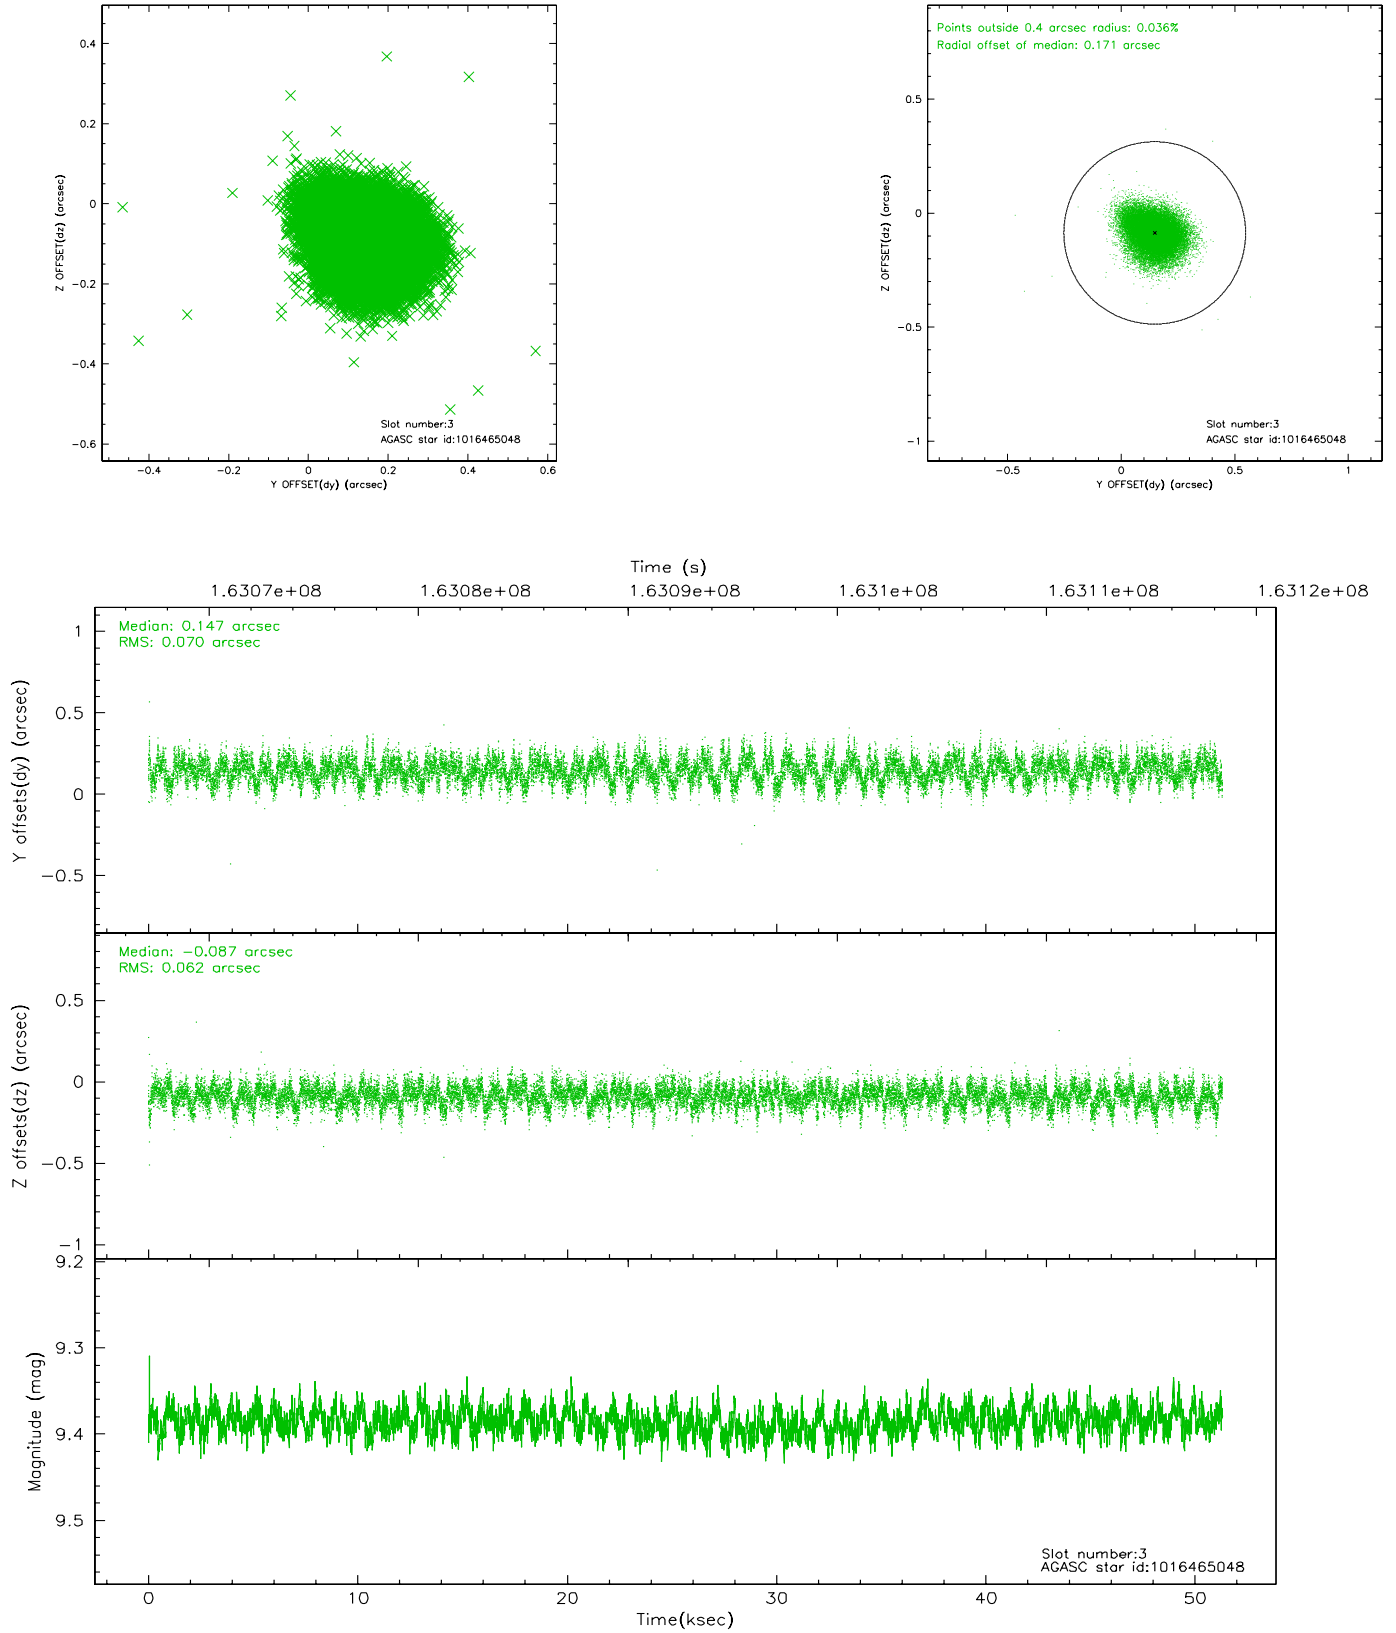 0.4
0.2
0
−0.2
−0.4
−0.6
Z OFFSET(dz) (arcsec)
−0.4
−0.2
0
0.2
0.4
0.6
Y OFFSET(dy) (arcsec)
Slot number:3
AGASC star id:1016465048
Points outside 0.4 arcsec radius: 0.036%
Radial offset of median: 0.171 arcsec
0.5
0
−0.5
−1
Z OFFSET(dz) (arcsec)
−0.5
0
0.5
1
Y OFFSET(dy) (arcsec)
Slot number:3
AGASC star id:1016465048
Time (s)
1.6307e+08
1.6308e+08
1.6309e+08
1.631e+08
1.6311e+08
1.6312e+08
Median: 0.147 arcsec
RMS: 0.070 arcsec
1
0.5
0
−0.5
Y offsets(dy) (arcsec)
Median: −0.087 arcsec
RMS: 0.062 arcsec
0.5
0
−0.5
−1
Z offsets(dz) (arcsec)
9.2
9.3
9.4
9.5
Magnitude (mag)
Slot number:3
AGASC star id:1016465048
0
10
20
30
40
50
Time(ksec)